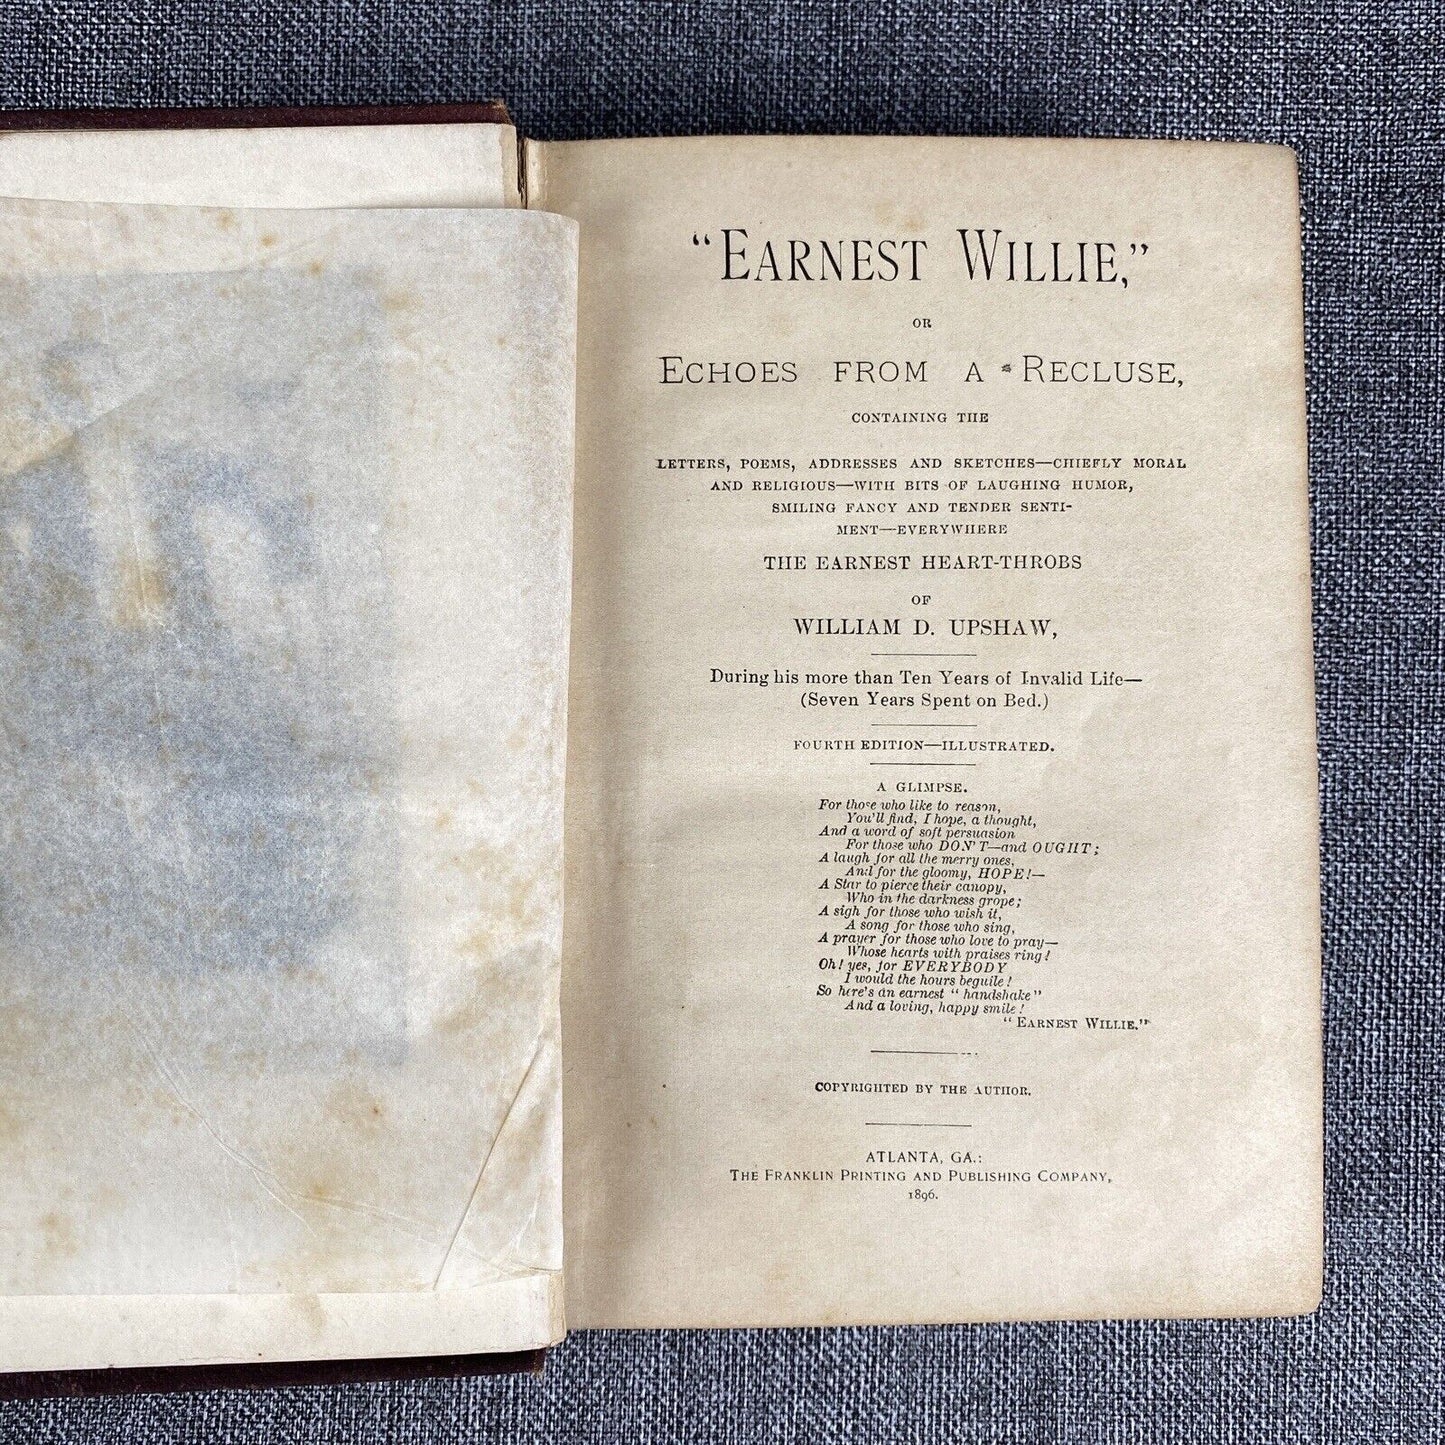 “EARNEST WILLIE,”
OR
ECHOES FROM A RECLUSE,
CONTAINING THE
LETTERS, POEMS, ADDRESSES AND SKETCHES—CHIEFLY MORAL
AND RELIGIOUS—WITH BITS OF LAUGHING HUMOR,
SMILING FANCY AND TENDER SENTI-
MENT—EVERYWHERE
THE EARNEST HEART-THROBS
OF
WILLIAM D. UPSHAW,
During his more than Ten Years of Invalid Life—
(Seven Years Spent on Bed.)
FOURTH EDITION—ILLUSTRATED.
A GLIMPSE.
For those who like to reason,
You'll find, I hope, a thought,
And a word of soft persuasion
For those who DON'T—and OUGHT;
A laugh for all the merry ones,
And for the gloomy, HOPE!—
A Star to pierce their canopy,
Who in the darkness grope;
A sigh for those who wish it,
A song for those who sing,
A prayer for those who love to pray—
Whose hearts with praises ring!
Oh! yes, for EVERYBODY
I would the hours beguile!
So here's an earnest “handshake”
And a loving, happy smile!
“EARNEST WILLIE.”
COPYRIGHTED BY THE AUTHOR.
ATLANTA, GA.:
THE FRANKLIN PRINTING AND PUBLISHING COMPANY,
1896.